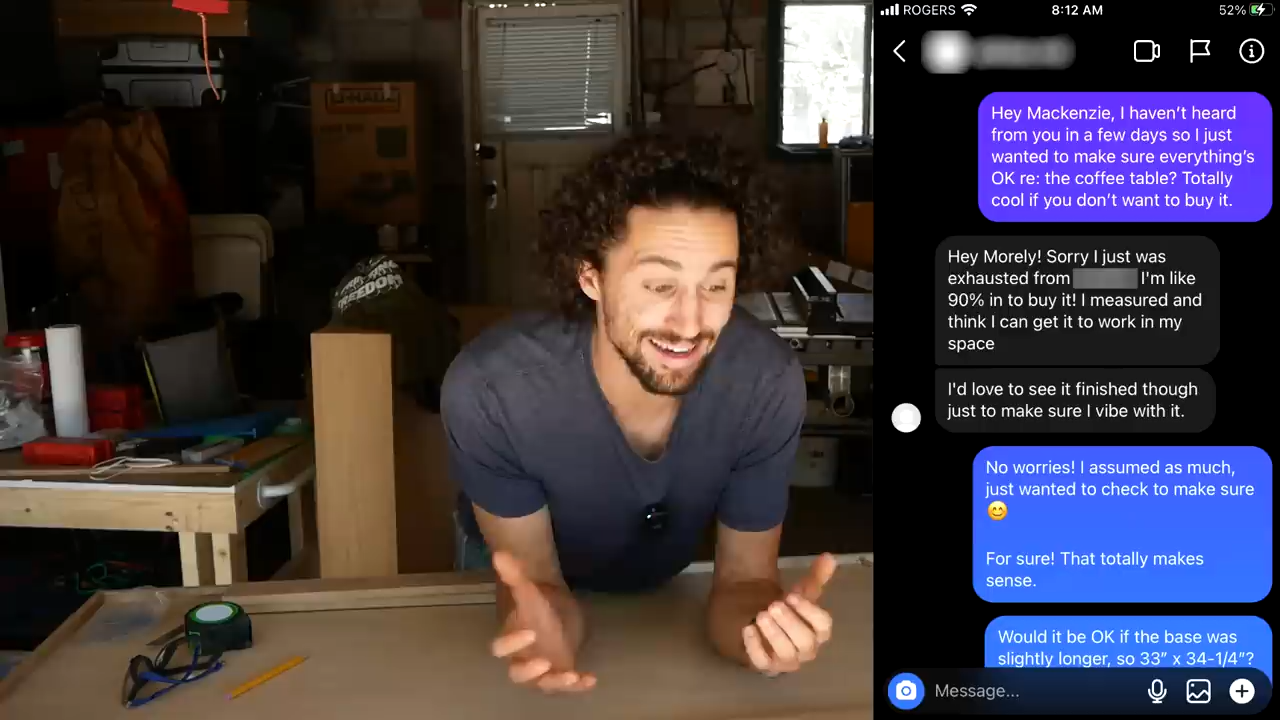 ROGERS
8:12 AM
52%
Hey Mackenzie, I haven’t heard
from you in a few days so I just
wanted to make sure everything’s
OK re: the coffee table? Totally
cool if you don’t want to buy it.
Hey Morely! Sorry I just was
exhausted from I'm like
90% in to buy it! I measured and
think I can get it to work in my
space
I'd love to see it finished though
just to make sure I vibe with it.
No worries! I assumed as much,
just wanted to check to make sure
😊
For sure! That totally makes
sense.
Would it be OK if the base was
slightly longer, so 33” x 34-1/4”?
Message...
U-HAUL
FREEDOM